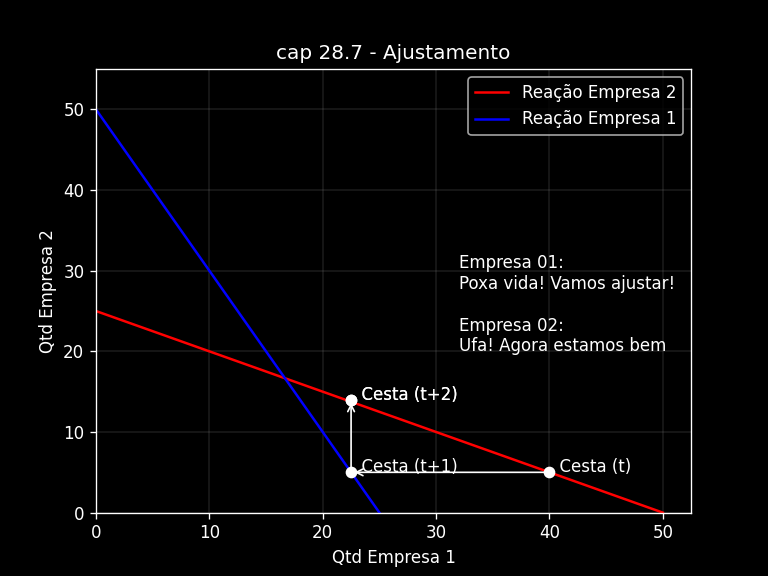 cap 28.7 - Ajustamento
Reação Empresa 2
Reação Empresa 1
50
40
30
20
10
0
Qtd Empresa 2
Empresa 01:
Poxa vida! Vamos ajustar!
Empresa 02:
Ufa! Agora estamos bem
Cesta (t+2)
Cesta (t+1)
Cesta (t)
0
10
20
30
40
50
Qtd Empresa 1